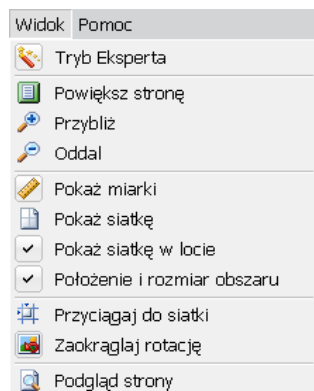 Widok Pomoc
Tryb Eksperta
Powiększ stronę
Przybliż
Oddal
Pokaż miarki
Pokaż siatkę
Pokaż siatkę w locie
Położenie i rozmiar obszaru
Przyciągaj do siatki
Zaokrąglaj rotację
Podgląd strony